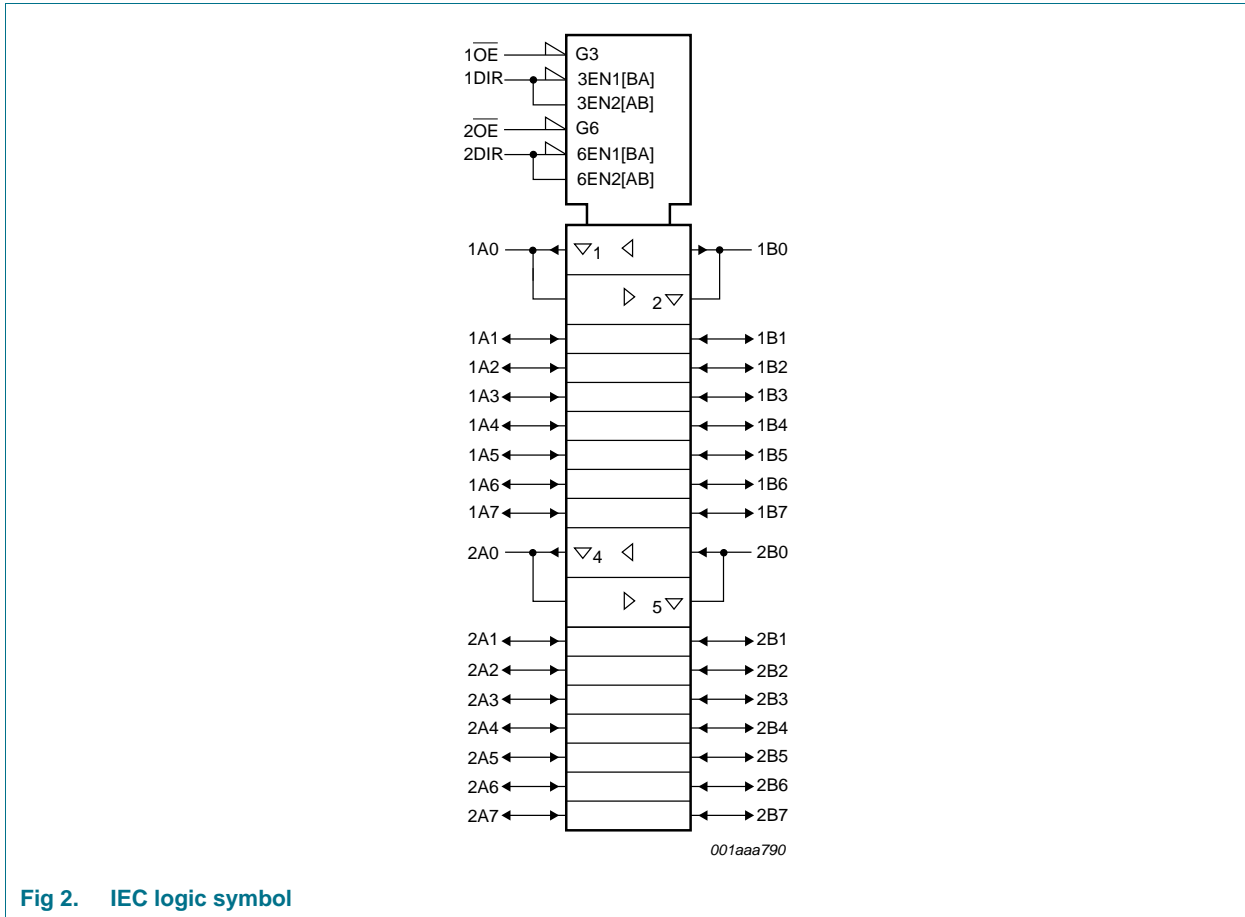 1OE G3
1DIR 3EN1[BA]
3EN2[AB]
2OE G6
2DIR 6EN1[BA]
6EN2[AB]
1A0 1 1B0
2
1A1 1B1
1A2 1B2
1A3 1B3
1A4 1B4
1A5 1B5
1A6 1B6
1A7 1B7
2A0 4 2B0
5
2A1 2B1
2A2 2B2
2A3 2B3
2A4 2B4
2A5 2B5
2A6 2B6
2A7 2B7
001aaa790
Fig 2. IEC logic symbol